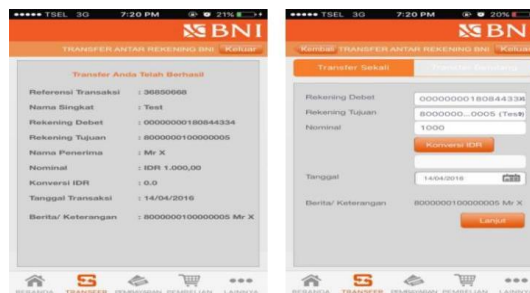 TSEL 3G 7:20 PM 21%
BNI
TRANSFER ANTAR REKENING BNI Keluar
Transfer Anda Telah Berhasil
Referensi Transaksi : 36850668
Nama Singkat : Test
Rekening Debet : 00000000180844334
Rekening Tujuan : 8000000100000005
Nama Penerima : Mr X
Nominal : IDR 1.000,00
Konversi IDR : 0.0
Tanggal Transaksi : 14/04/2016
Berita/ Keterangan : 8000000100000005 Mr X
BERANDA TRANSFER PEMBELIAN LAINNYA
TSEL 3G 7:20 PM 20%
BNI
Kembali TRANSFER ANTAR REKENING BNI Keluar
Transfer Sekali
Rekening Debet
Rekening Tujuan 8000000...0005 (Test)
Nominal 1000
Konversi IDR
Tanggal 14/04/2016
Berita/ Keterangan 8000000100000005 Mr X
Lanjut
BERANDA TRANSFER PEMBELIAN LAINNYA